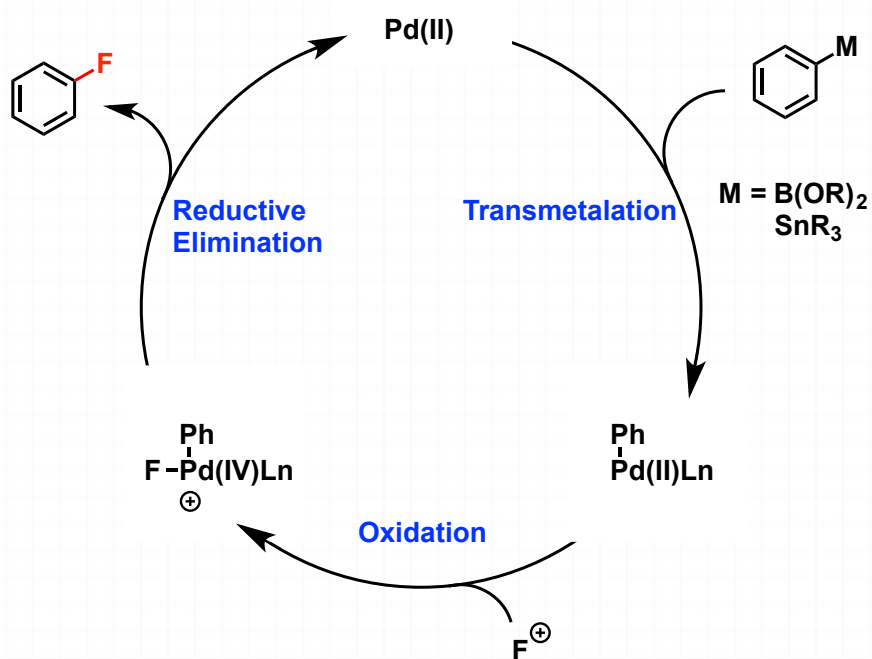 Pd(II)
F
M
M = B(OR)₂
SnR₃
Reductive
Elimination
Transmetalation
Ph
F-Pd(IV)Ln
⊕
Ph
Pd(II)Ln
Oxidation
F⊕